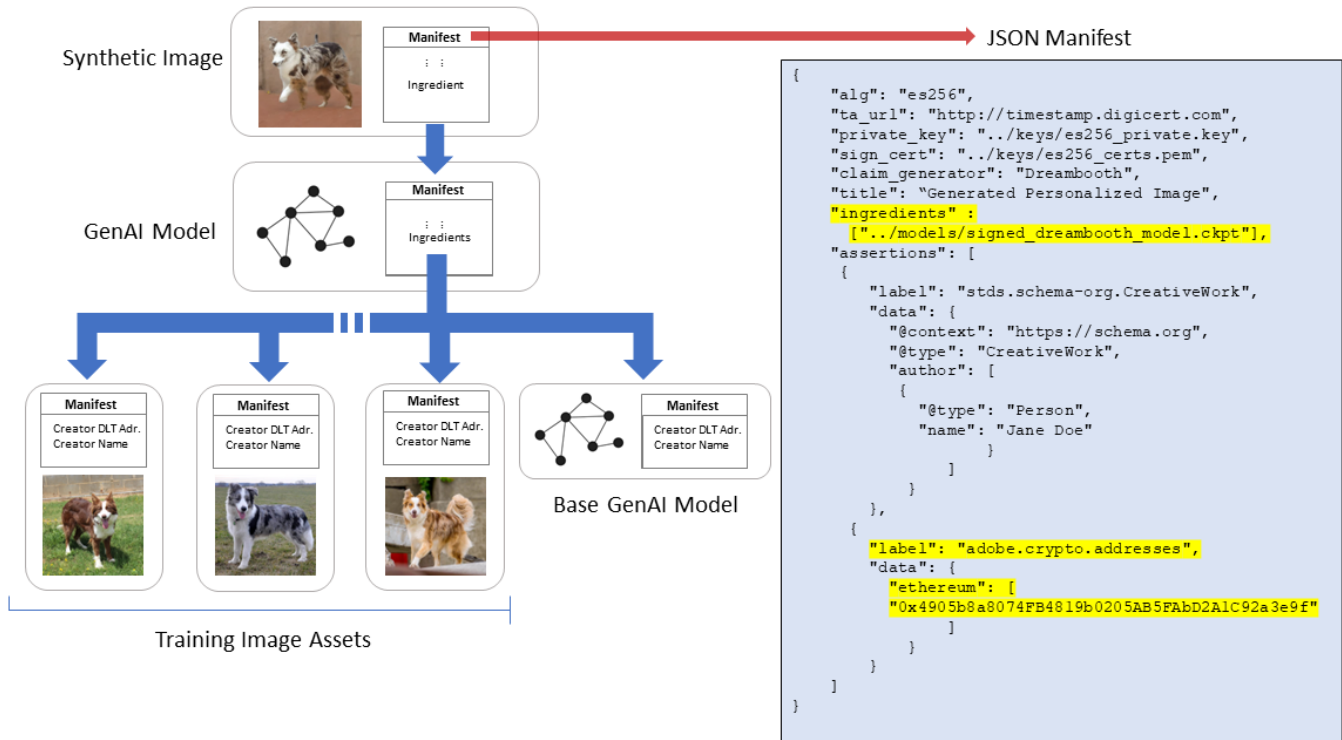 Synthetic Image
Manifest
Ingredient
JSON Manifest
GenAI Model
Manifest
Ingredients
Manifest
Creator DLT Adr.
Creator Name
Manifest
Creator DLT Adr.
Creator Name
Manifest
Creator DLT Adr.
Creator Name
Manifest
Creator DLT Adr.
Creator Name
Base GenAI Model
Training Image Assets
{
"alg": "es256",
"ta_url": "http://timestamp.digicert.com",
"private_key": "../keys/es256_private.key",
"sign_cert": "../keys/es256_certs.pem",
"claim_generator": "Dreambooth",
"title": “Generated Personalized Image",
"ingredients" :
["../models/signed_dreambooth_model.ckpt"],
"assertions": [
{
"label": "stds.schema-org.CreativeWork",
"data": {
"@context": "https://schema.org",
"@type": "CreativeWork",
"author": [
{
"@type": "Person",
"name": "Jane Doe"
}
]
}
},
{
"label": "adobe.crypto.addresses",
"data": {
"ethereum": [
"0x4905b8a8074FB4819b0205AB5FAbD2A1C92a3e9f"
]
}
}
]
}